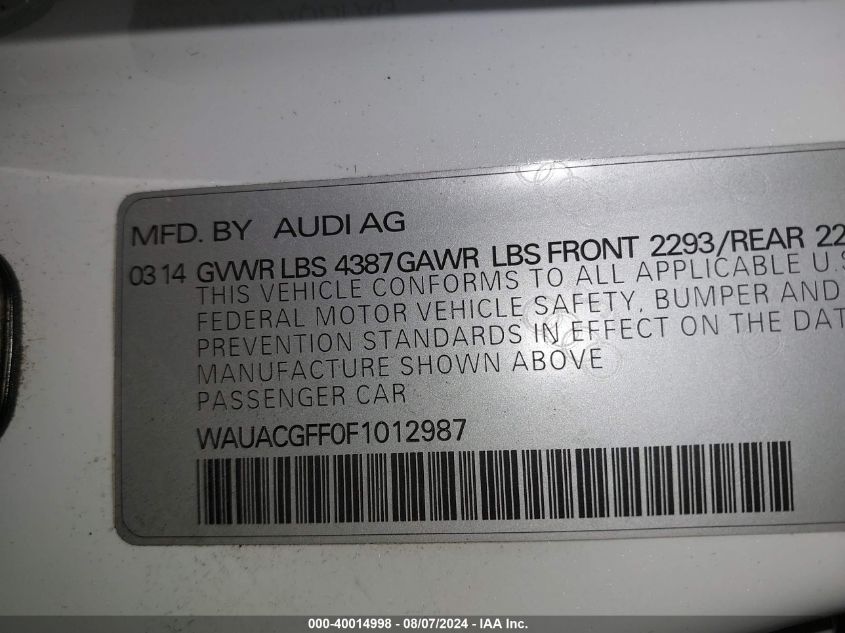 MFD. BY AUDI AG
03 14 GVWR LBS 4387 GAWR LBS FRONT 2293/REAR 22
THIS VEHICLE CONFORMS TO ALL APPLICABLE U.S
FEDERAL MOTOR VEHICLE SAFETY, BUMPER AND
PREVENTION STANDARDS IN EFFECT ON THE DAT
MANUFACTURE SHOWN ABOVE
PASSENGER CAR
WAUACGFF0F1012987
000-40014998 - 08/07/2024 - IAA Inc.